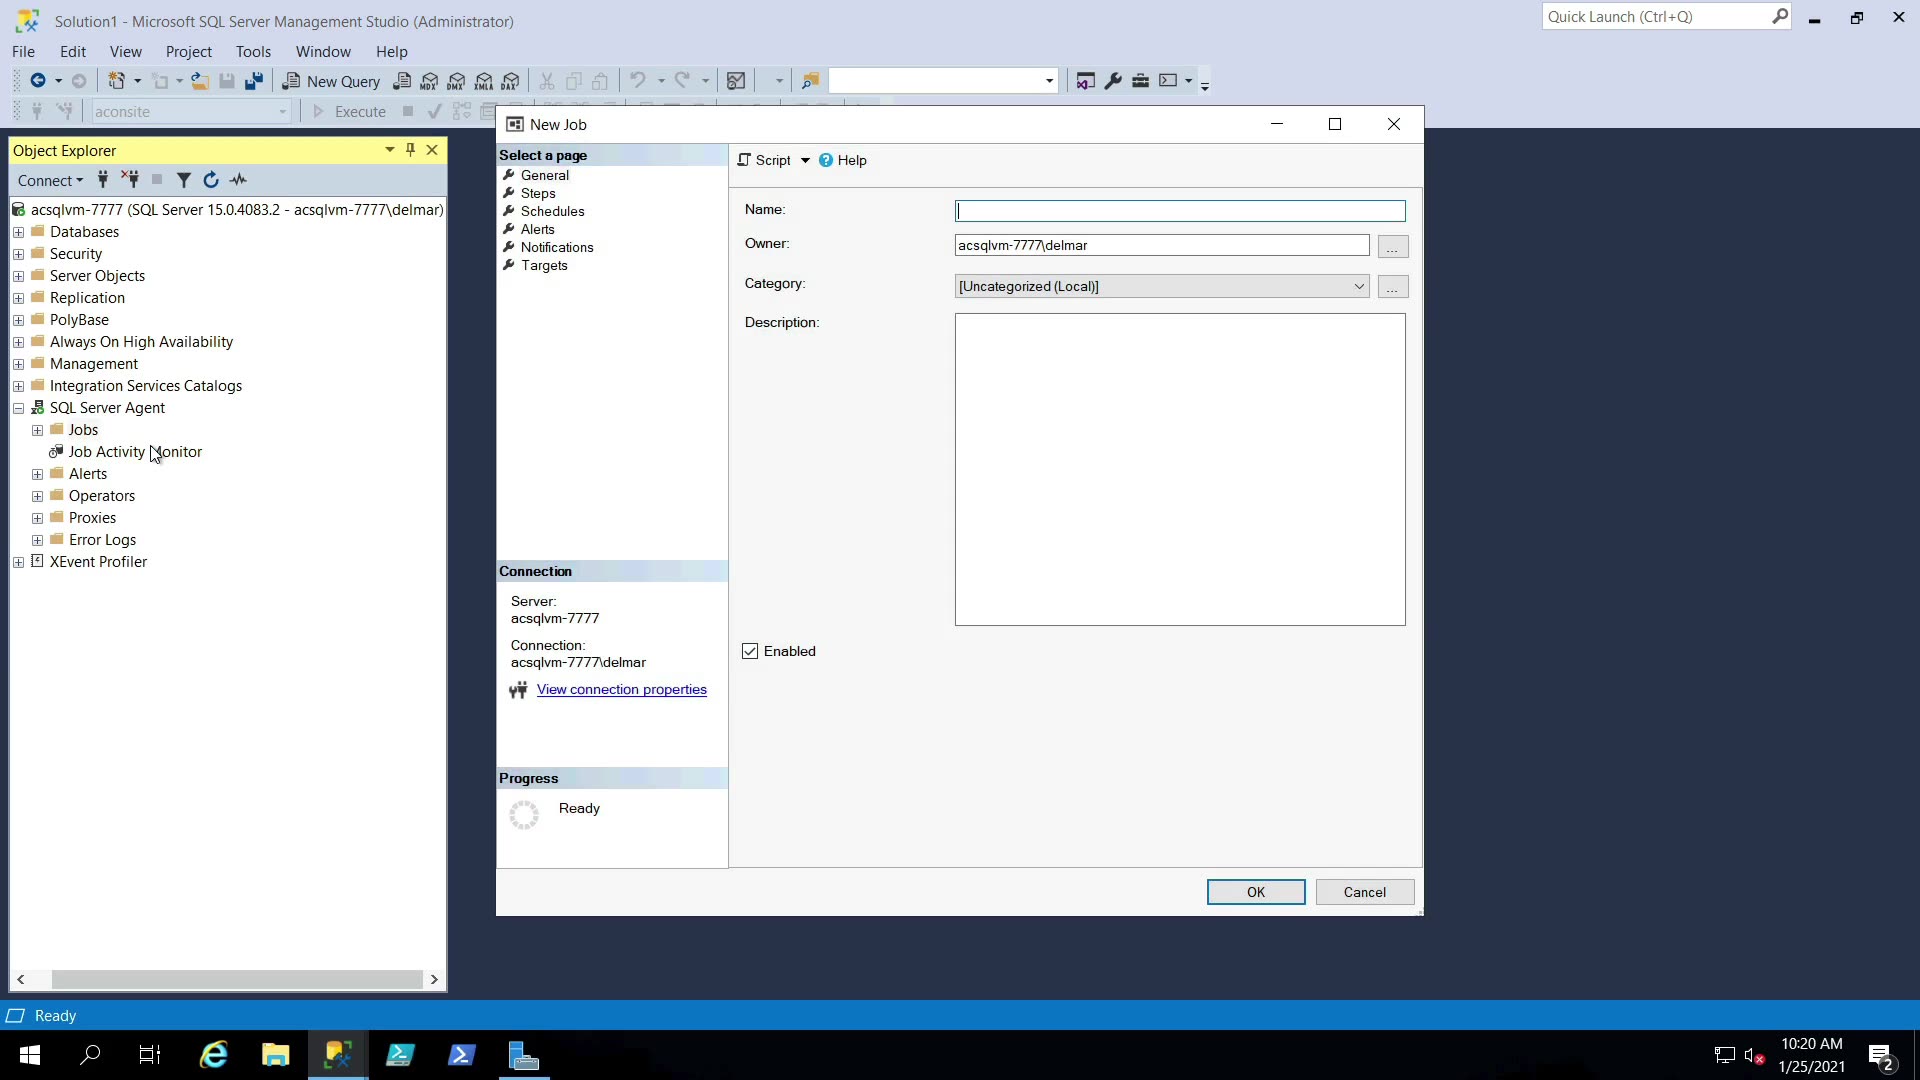 Solution1 - Microsoft SQL Server Management Studio (Administrator)
Quick Launch (Ctrl+Q)
File Edit View Project Tools Window Help
New Query MDX DMX XMLA DAX
aconsite Execute
Object Explorer
Connect
acsqlvm-7777 (SQL Server 15.0.4083.2 - acsqlvm-7777\delmar)
Databases
Security
Server Objects
Replication
PolyBase
Always On High Availability
Management
Integration Services Catalogs
SQL Server Agent
Jobs
Job Activity Monitor
Alerts
Operators
Proxies
Error Logs
XEvent Profiler
New Job
Select a page
General
Steps
Schedules
Alerts
Notifications
Targets
Connection
Server:
acsqlvm-7777
Connection:
acsqlvm-7777\delmar
View connection properties
Progress
Ready
Script Help
Name:
Owner: acsqlvm-7777\delmar ...
Category: [Uncategorized (Local)] ...
Description:
Enabled
OK Cancel
Ready
10:20 AM
1/25/2021
2